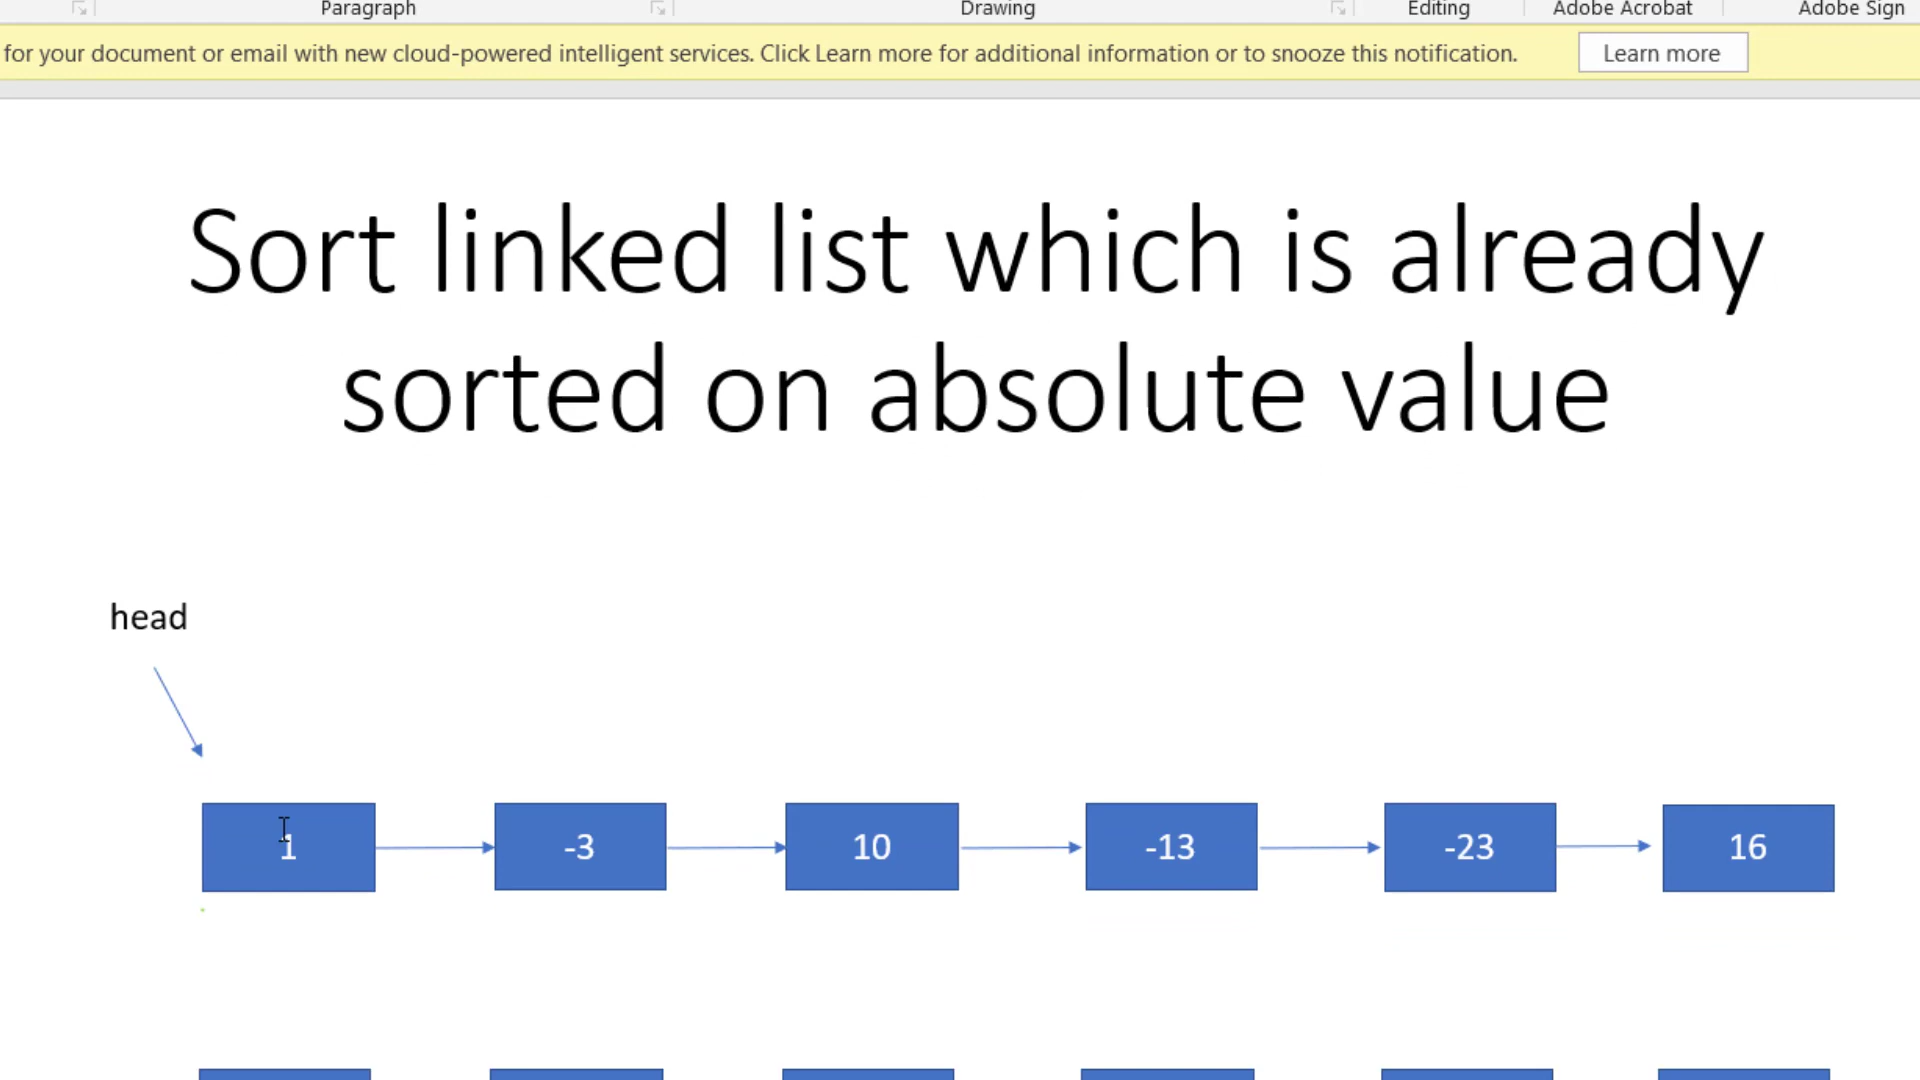 Paragraph Drawing Editing Adobe Acrobat Adobe Sign
for your document or email with new cloud-powered intelligent services. Click Learn more for additional information or to snooze this notification. Learn more
Sort linked list which is already
sorted on absolute value
head
1 -3 10 -13 -23 16